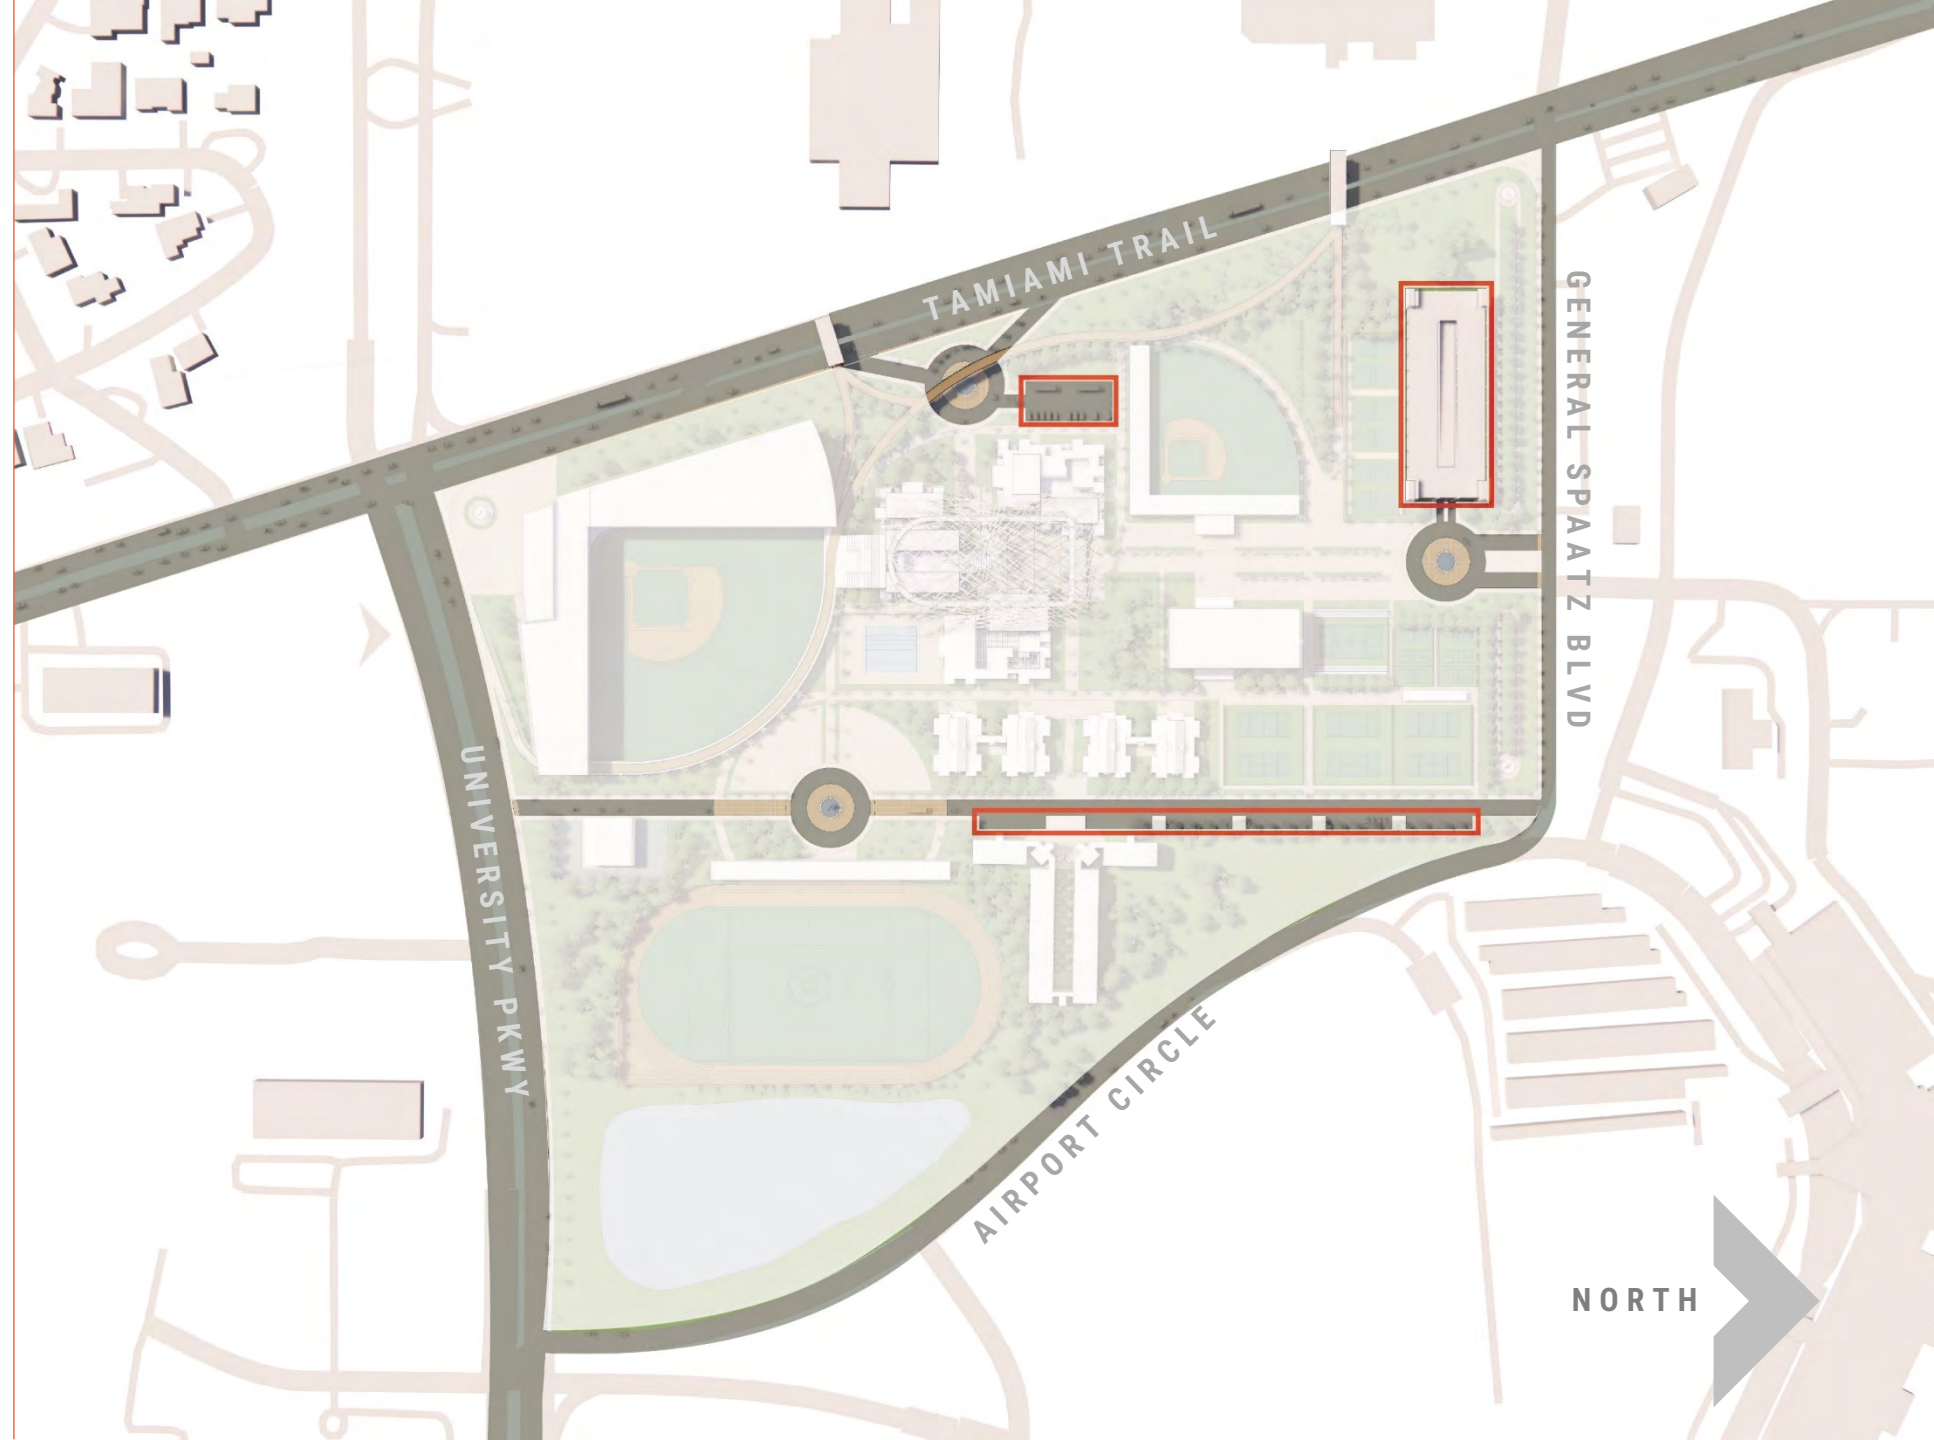 TAMIAMI TRAIL
GENERAL SPAATZ BLVD
UNIVERSITY PKWY
AIRPORT CIRCLE
NORTH